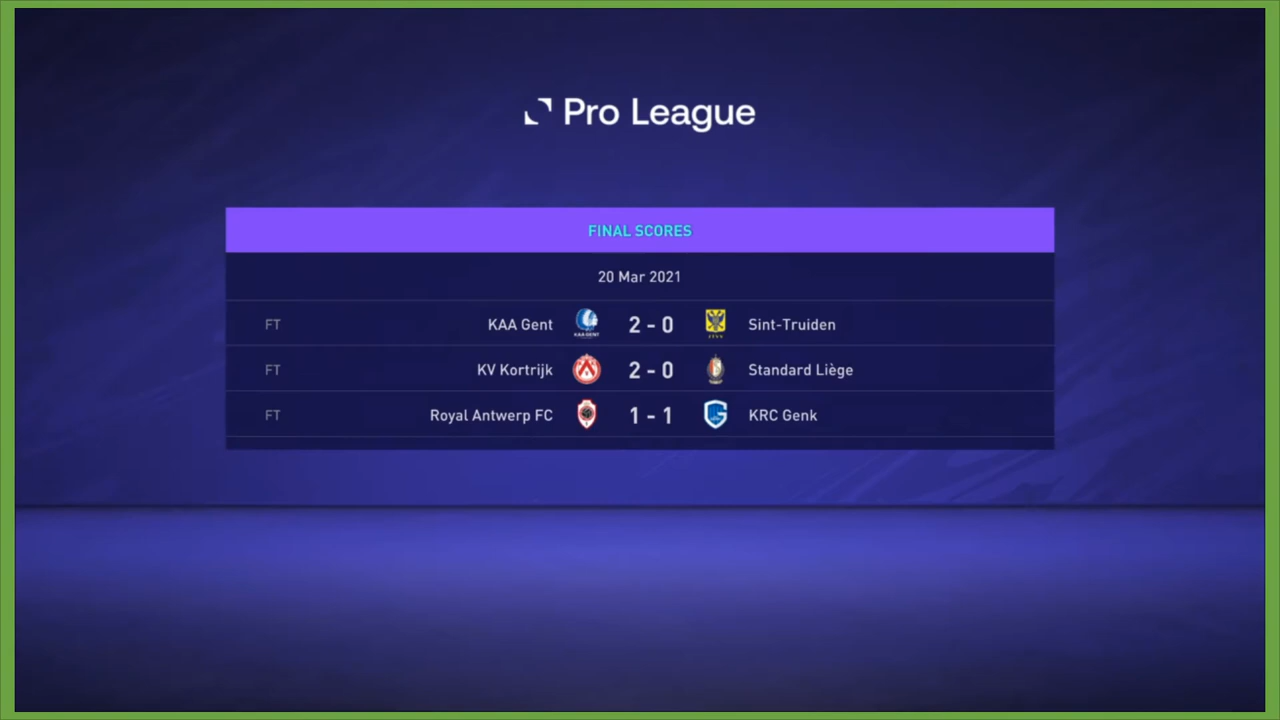 Pro League
FINAL SCORES
20 Mar 2021
FT KAA Gent 2 - 0 Sint-Truiden
FT KV Kortrijk 2 - 0 Standard Liège
FT Royal Antwerp FC 1 - 1 KRC Genk